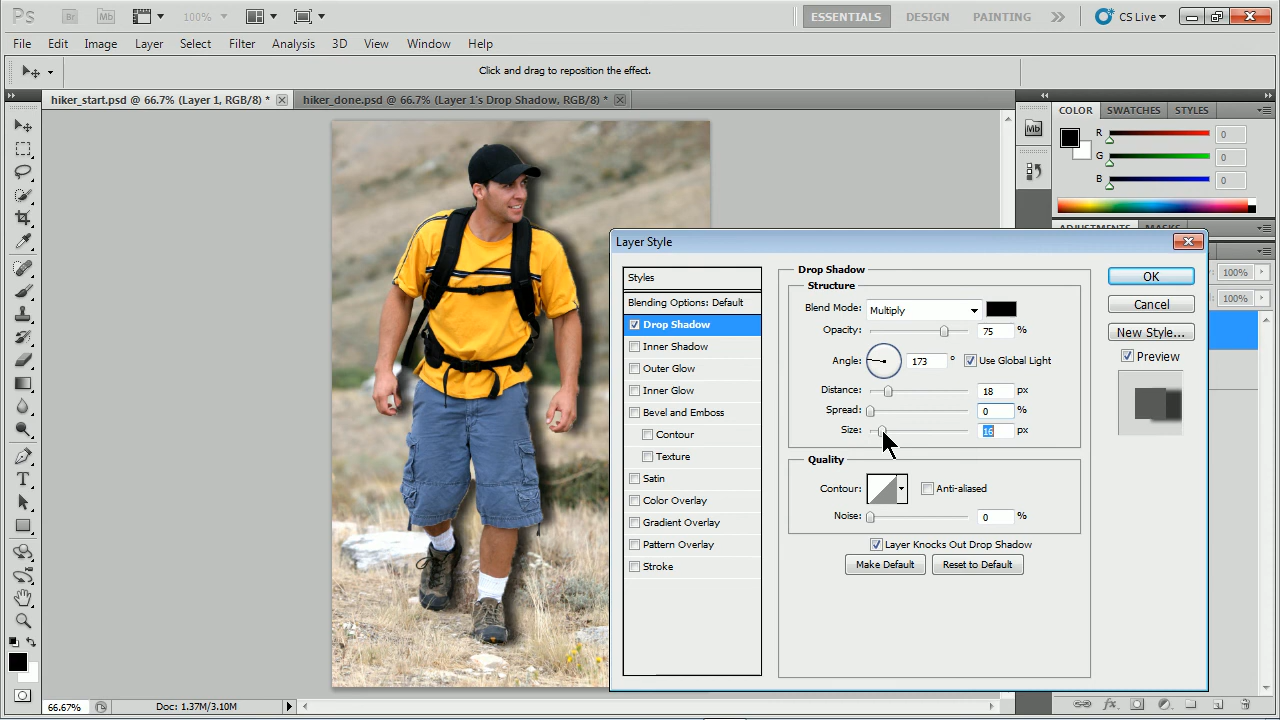 Ps Br Mb 100% ESSENTIALS DESIGN PAINTING CS Live
File Edit Image Layer Select Filter Analysis 3D View Window Help
Click and drag to reposition the effect.
hiker_start.psd @ 66.7% (Layer 1, RGB/8) *
hiker_done.psd @ 66.7% (Layer 1's Drop Shadow, RGB/8) *
COLOR SWATCHES STYLES
Mb
R 0
G 0
B 0
ADJUSTMENTS MASKS
100%
100%
Layer Style
Styles
Blending Options: Default
Drop Shadow
Inner Shadow
Outer Glow
Inner Glow
Bevel and Emboss
Contour
Texture
Satin
Color Overlay
Gradient Overlay
Pattern Overlay
Stroke
Drop Shadow
Structure
Blend Mode: Multiply
Opacity: 75 %
Angle: 173 ° Use Global Light
Distance: 18 px
Spread: 0 %
Size: 16 px
Quality
Contour: Anti-aliased
Noise: 0 %
Layer Knocks Out Drop Shadow
Make Default Reset to Default
OK
Cancel
New Style...
Preview
T
66.67% Doc: 1.37M/3.10M
fx